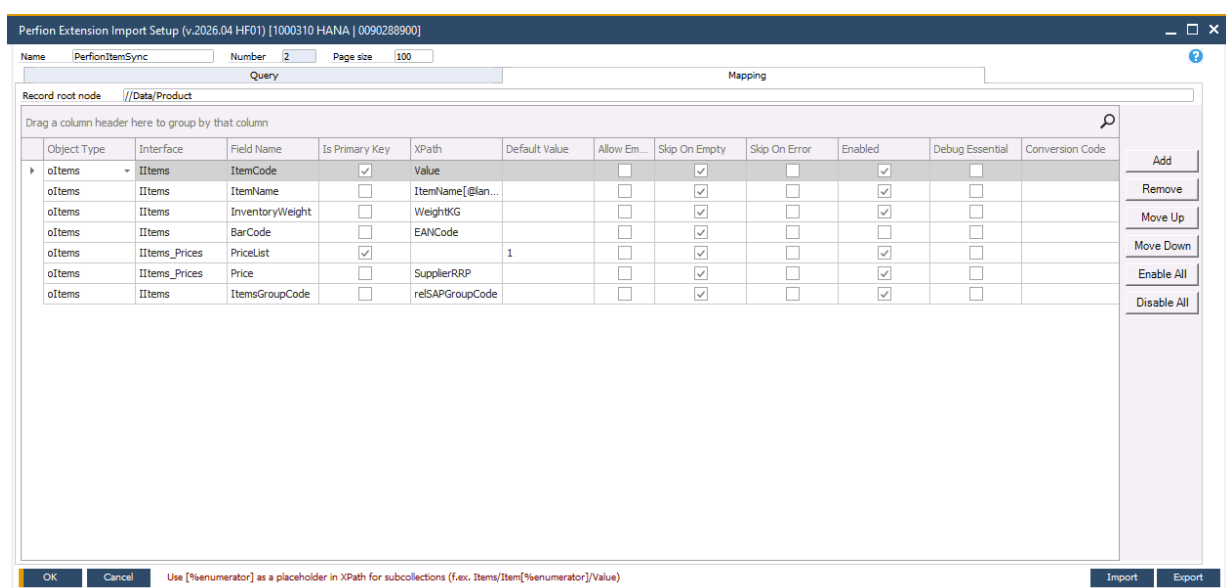 Perfion Extension Import Setup (v.2026.04 HF01) [1000310 HANA | 0090288900]
Name PerfionItemSync Number 2 Page size 100
Query Mapping
Record root node //Data/Product
Drag a column header here to group by that column
Object Type Interface Field Name Is Primary Key XPath Default Value Allow Em... Skip On Empty Skip On Error Enabled Debug Essential Conversion Code
oItems IItems ItemCode Value
oItems IItems ItemName ItemName[@lan...
oItems IItems InventoryWeight WeightKG
oItems IItems BarCode EANCode
oItems IItems_Prices PriceList 1
oItems IItems_Prices Price SupplierRRP
oItems IItems ItemsGroupCode relSAPGroupCode
Add
Remove
Move Up
Move Down
Enable All
Disable All
OK Cancel Use [%enumerator] as a placeholder in XPath for subcollections (f.ex. Items/Item[%enumerator]/Value) Import Export